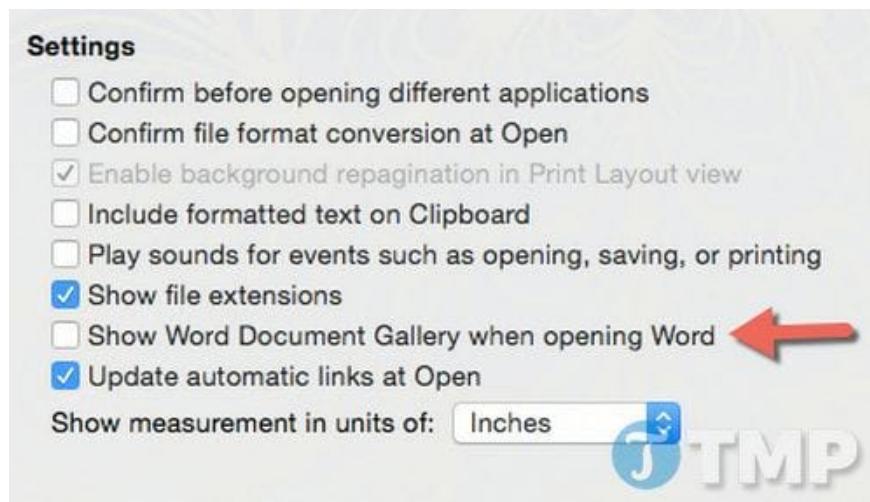 Settings
Confirm before opening different applications
Confirm file format conversion at Open
Enable background repagination in Print Layout view
Include formatted text on Clipboard
Play sounds for events such as opening, saving, or printing
Show file extensions
Show Word Document Gallery when opening Word
Update automatic links at Open
Show measurement in units of: Inches
T TMP